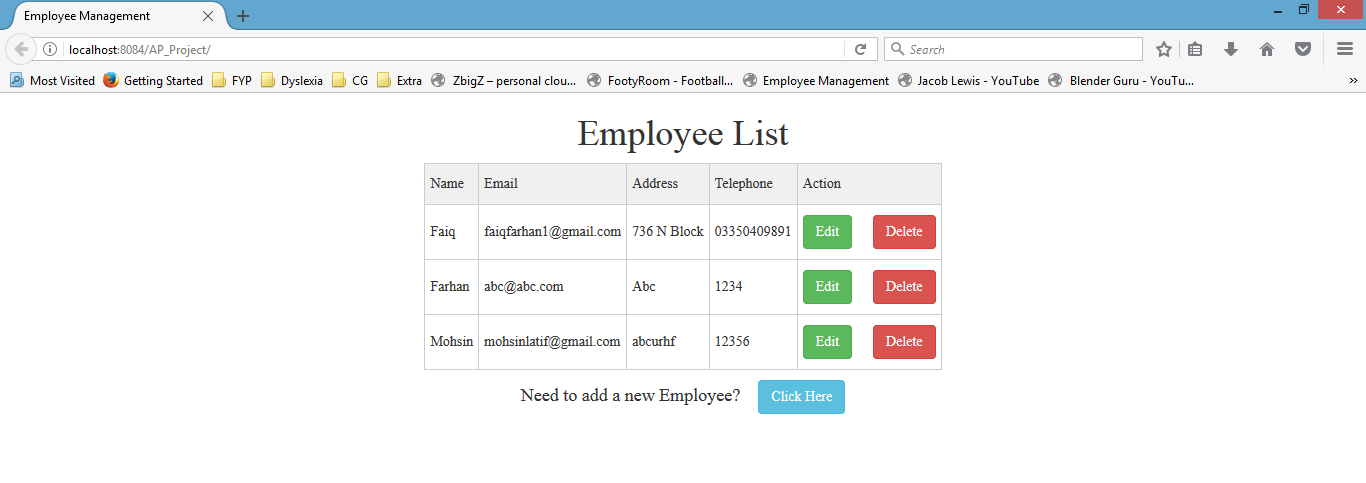 Employee Management
localhost:8084/AP_Project/
Search
Most Visited Getting Started FYP Dyslexia CG Extra ZbigZ – personal clou... FootyRoom - Football... Employee Management Jacob Lewis - YouTube Blender Guru - YouTu...
Employee List
Name Email Address Telephone Action
Faiq faiqfarhan1@gmail.com 736 N Block 03350409891 Edit Delete
Farhan abc@abc.com Abc 1234 Edit Delete
Mohsin mohsinlatif@gmail.com abcurhf 12356 Edit Delete
Need to add a new Employee? Click Here